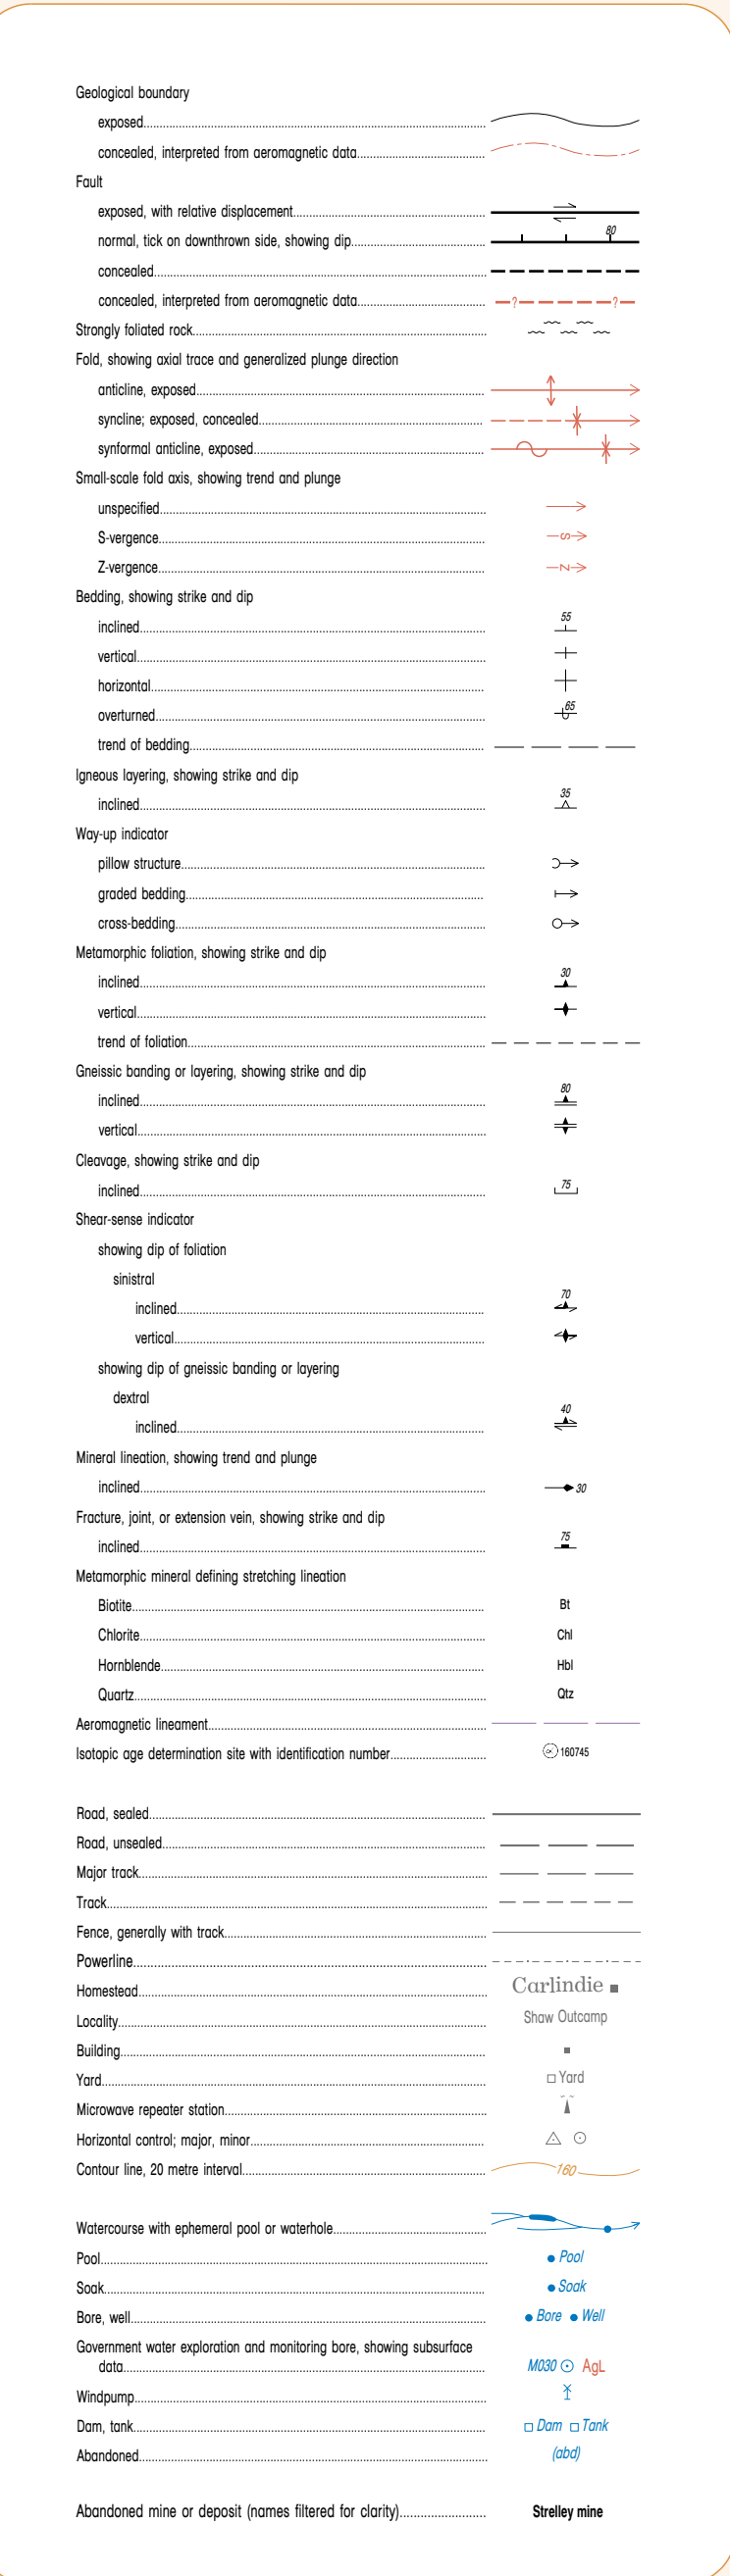 Geological boundary
exposed
concealed, interpreted from aeromagnetic data
Fault
exposed, with relative displacement
normal, tick on downthrown side, showing dip 80
concealed
concealed, interpreted from aeromagnetic data ? ?
Strongly foliated rock
Fold, showing axial trace and generalized plunge direction
anticline, exposed
syncline; exposed, concealed
synformal anticline, exposed
Small-scale fold axis, showing trend and plunge
unspecified
S-vergence S
Z-vergence Z
Bedding, showing strike and dip
inclined 55
vertical
horizontal
overturned 65
trend of bedding
Igneous layering, showing strike and dip
inclined 35
Way-up indicator
pillow structure
graded bedding
cross-bedding
Metamorphic foliation, showing strike and dip
inclined 30
vertical
trend of foliation
Gneissic banding or layering, showing strike and dip
inclined 80
vertical
Cleavage, showing strike and dip
inclined 75
Shear-sense indicator
showing dip of foliation
sinistral
inclined 70
vertical
showing dip of gneissic banding or layering
dextral
inclined 40
Mineral lineation, showing trend and plunge
inclined 30
Fracture, joint, or extension vein, showing strike and dip
inclined 75
Metamorphic mineral defining stretching lineation
Biotite Bt
Chlorite Chl
Hornblende Hbl
Quartz Qtz
Aeromagnetic lineament
Isotopic age determination site with identification number 160745
Road, sealed
Road, unsealed
Major track
Track
Fence, generally with track
Powerline
Homestead Carlindie
Locality Shaw Outcamp
Building
Yard Yard
Microwave repeater station
Horizontal control; major, minor
Contour line, 20 metre interval 160
Watercourse with ephemeral pool or waterhole
Pool Pool
Soak Soak
Bore, well Bore Well
Government water exploration and monitoring bore, showing subsurface
data M030 AgL
Windpump
Dam, tank Dam Tank
Abandoned (abd)
Abandoned mine or deposit (names filtered for clarity) Strelley mine